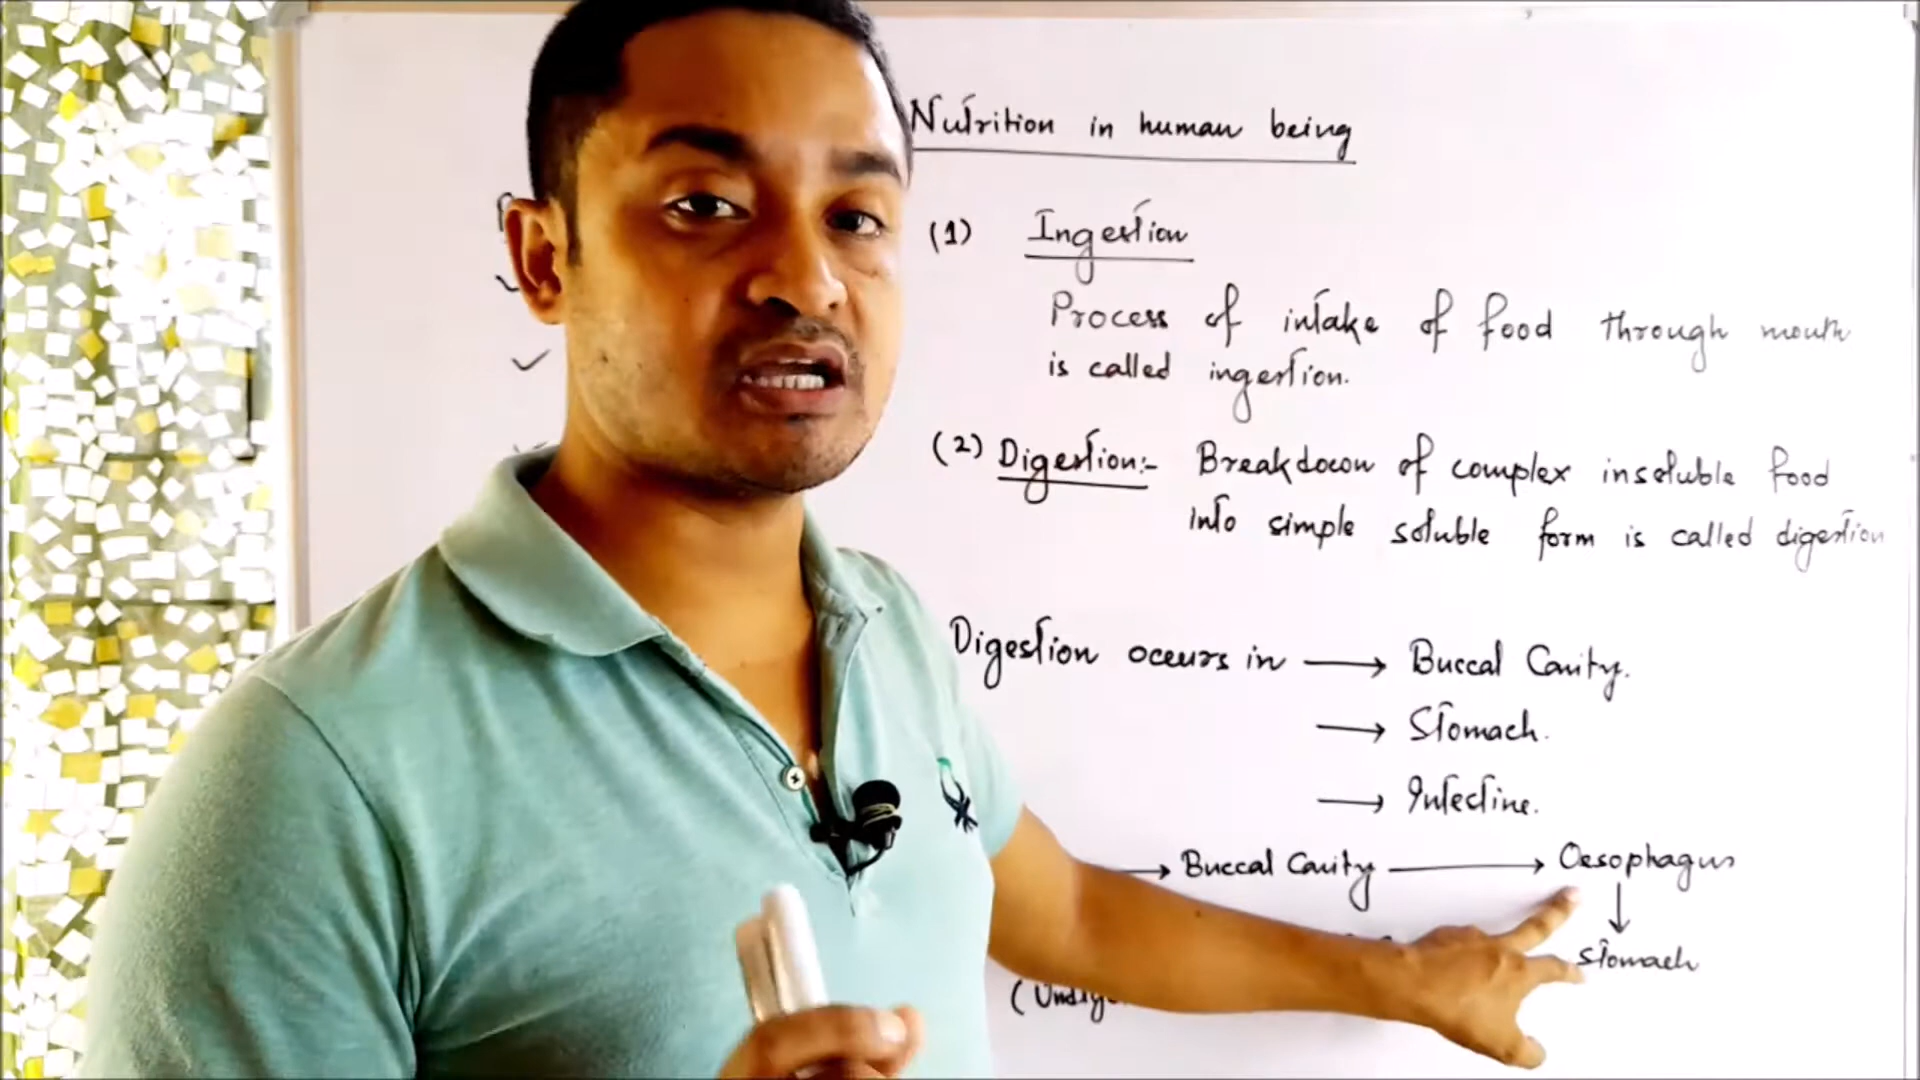 Nutrition in human being
(1) Ingestion
Process of intake of food through mouth
is called ingestion.
(2) Digestion:- Breakdown of complex insoluble food
into simple soluble form is called digestion
Digestion occurs in → Buccal Cavity.
→ Stomach.
→ Intestine.
→ Buccal Cavity → Oesophagus
↓
Stomach